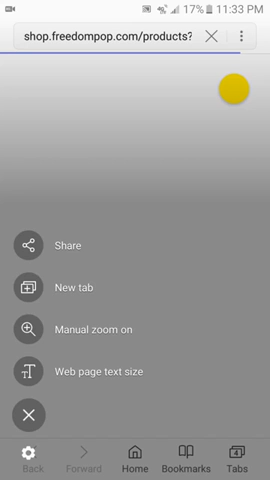 17% 11:33 PM
shop.freedompop.com/products?
Share
New tab
Manual zoom on
Web page text size
Back Forward Home Bookmarks Tabs
4